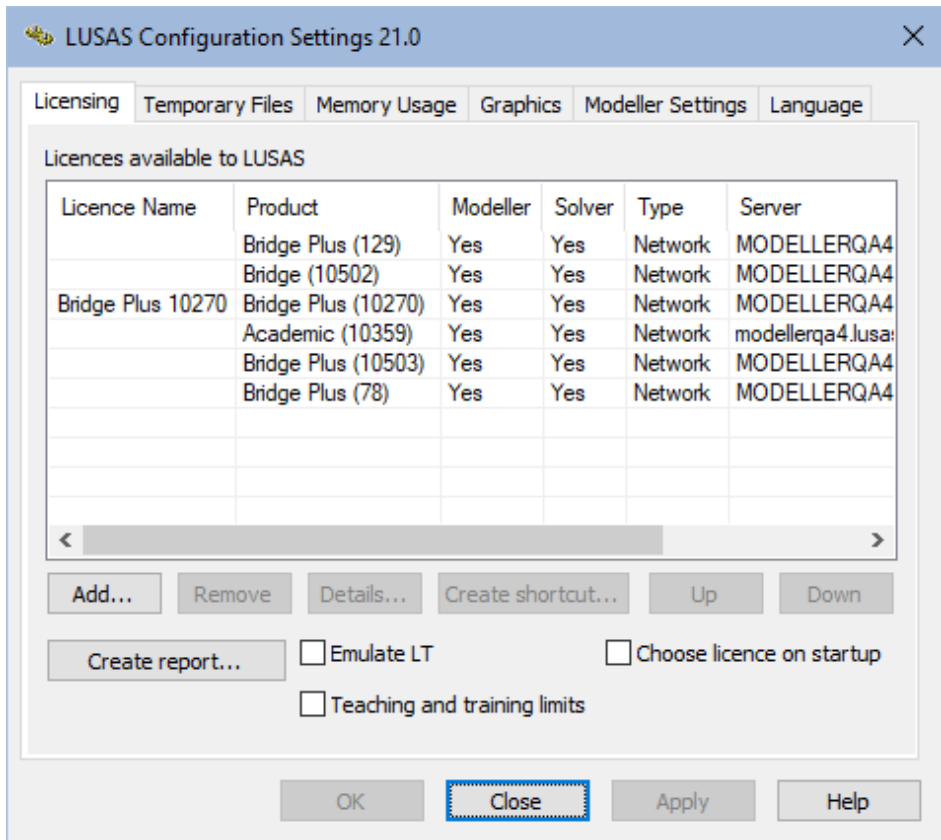 LUSAS Configuration Settings 21.0
Licensing Temporary Files Memory Usage Graphics Modeller Settings Language
Licences available to LUSAS
Licence Name Product Modeller Solver Type Server
Bridge Plus (129) Yes Yes Network MODELLERQA4
Bridge (10502) Yes Yes Network MODELLERQA4
Bridge Plus 10270 Bridge Plus (10270) Yes Yes Network MODELLERQA4
Academic (10359) Yes Yes Network modellerqa4.lusa
Bridge Plus (10503) Yes Yes Network MODELLERQA4
Bridge Plus (78) Yes Yes Network MODELLERQA4
Add... Remove Details... Create shortcut... Up Down
Create report... Emulate LT Choose licence on startup
Teaching and training limits
OK Close Apply Help